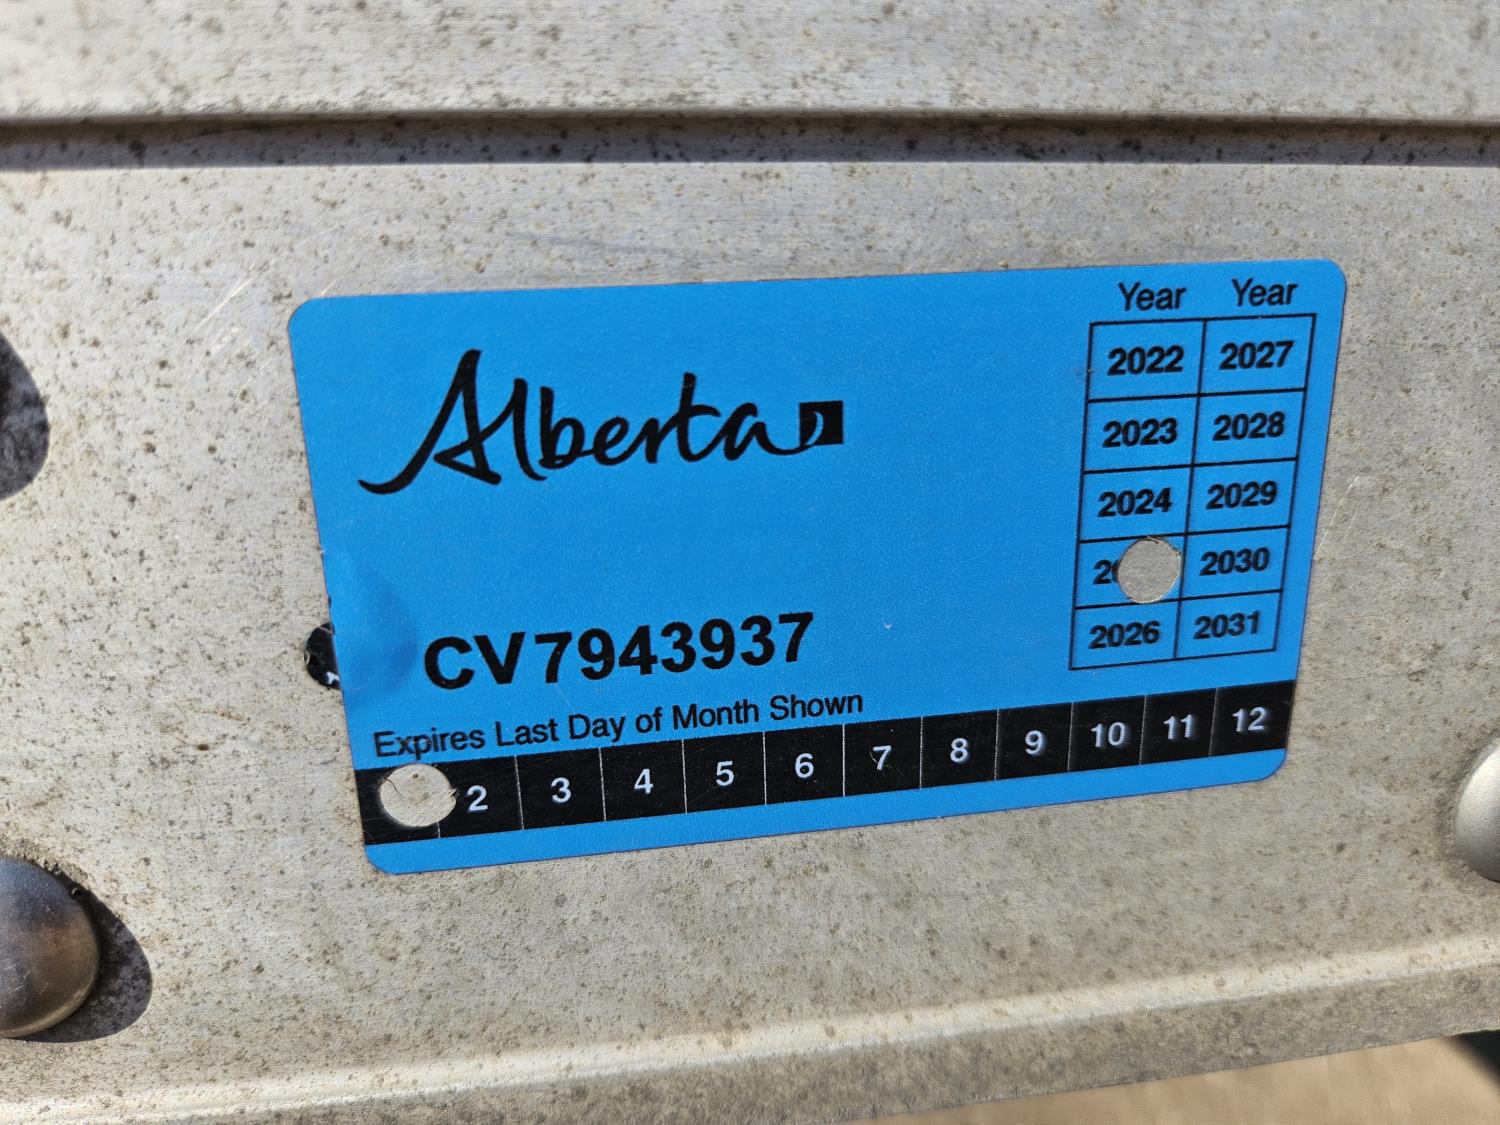 Alberta
Year Year
2022 2027
2023 2028
2024 2029
2030
2026 2031
CV7943937
Expires Last Day of Month Shown
2 3 4 5 6 7 8 9 10 11 12